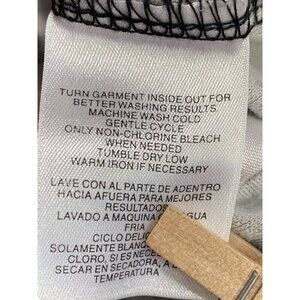 TURN GARMENT INSIDE OUT FOR
BETTER WASHING RESULTS
MACHINE WASH COLD
GENTLE CYCLE
ONLY NON-CHLORINE BLEACH
WHEN NEEDED
TUMBLE DRY LOW
WARM IRON IF NECESSARY
LAVE CON AL PARTE DE ADENTRO
HACIA AFUERA PARA MEJORES
RESULTADOS
LAVADO A MAQUINA
FRIA
CICLO
SOLAMENTE
CLORO, SI ES
SECAR EN SECADORA, A
TEMPERATURA